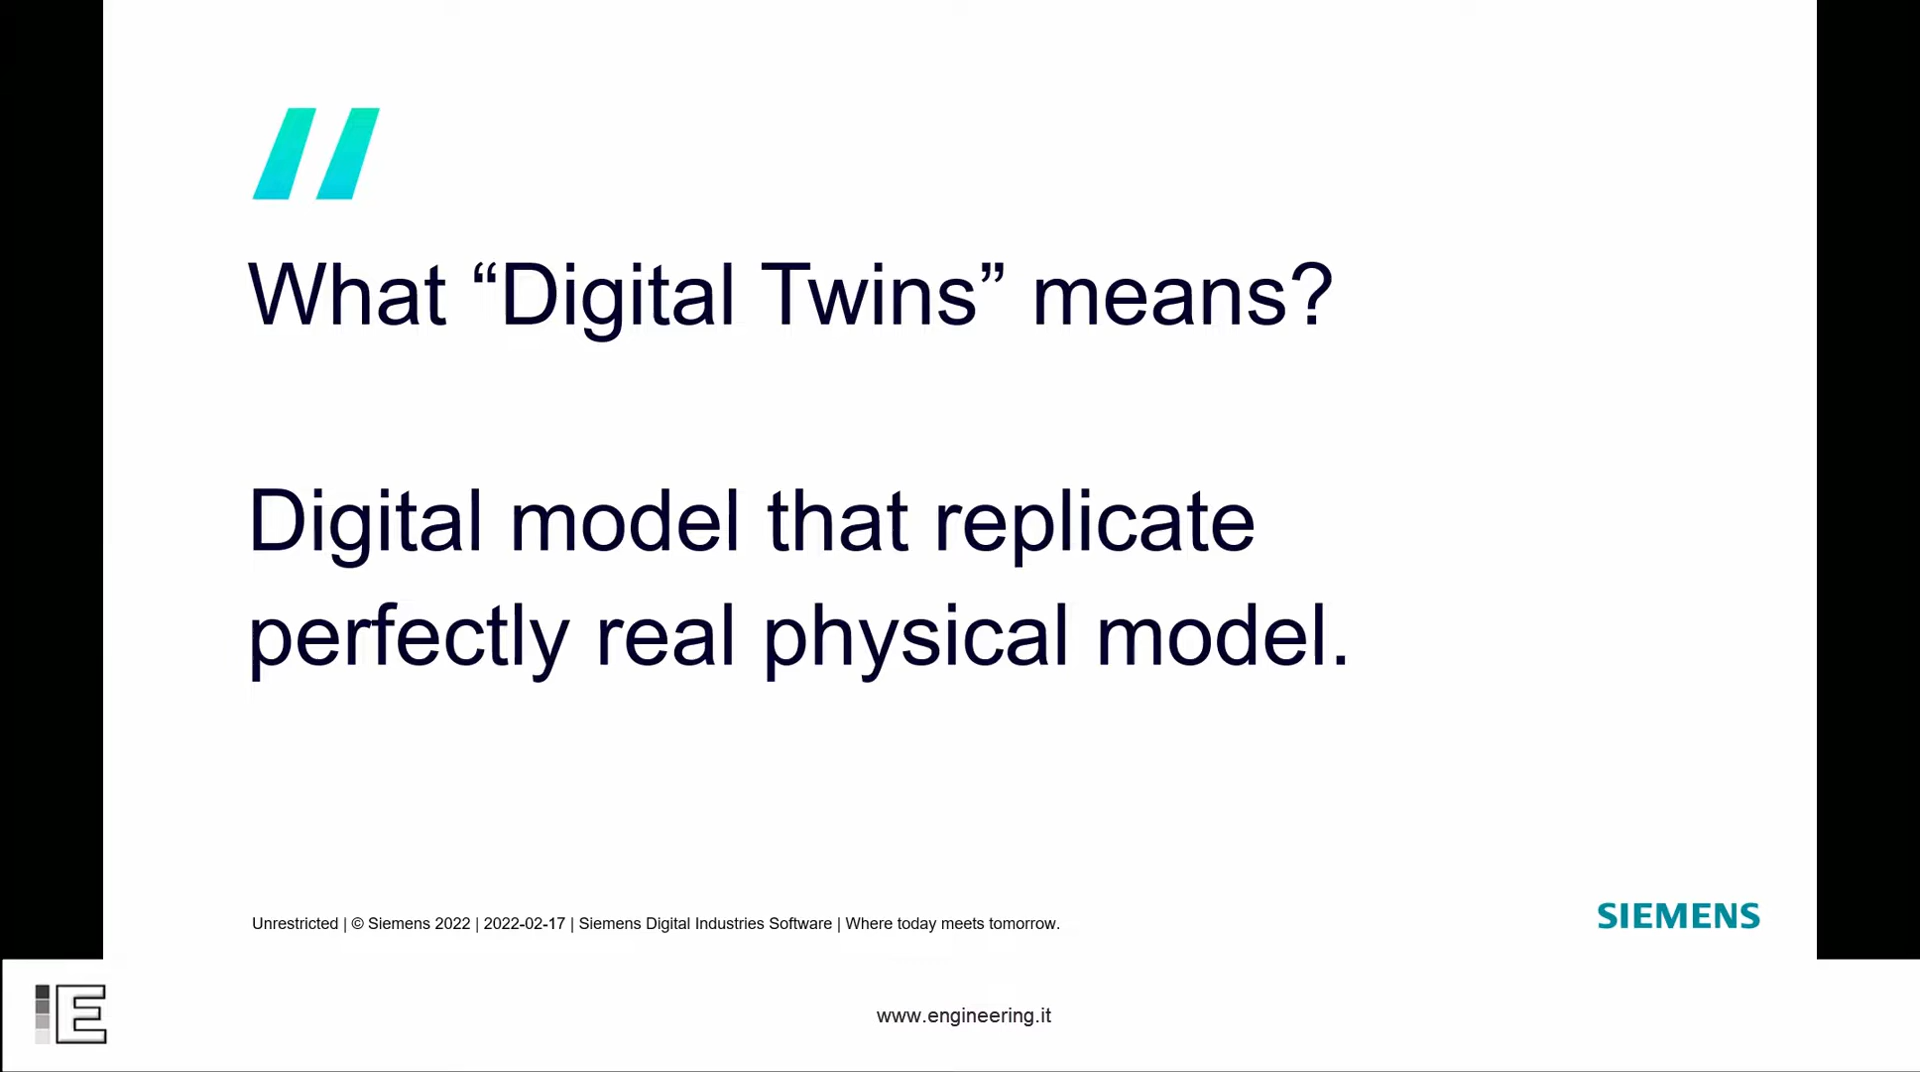 What “Digital Twins” means?
Digital model that replicate
perfectly real physical model.
Unrestricted | © Siemens 2022 | 2022-02-17 | Siemens Digital Industries Software | Where today meets tomorrow.
SIEMENS
iE
www.engineering.it